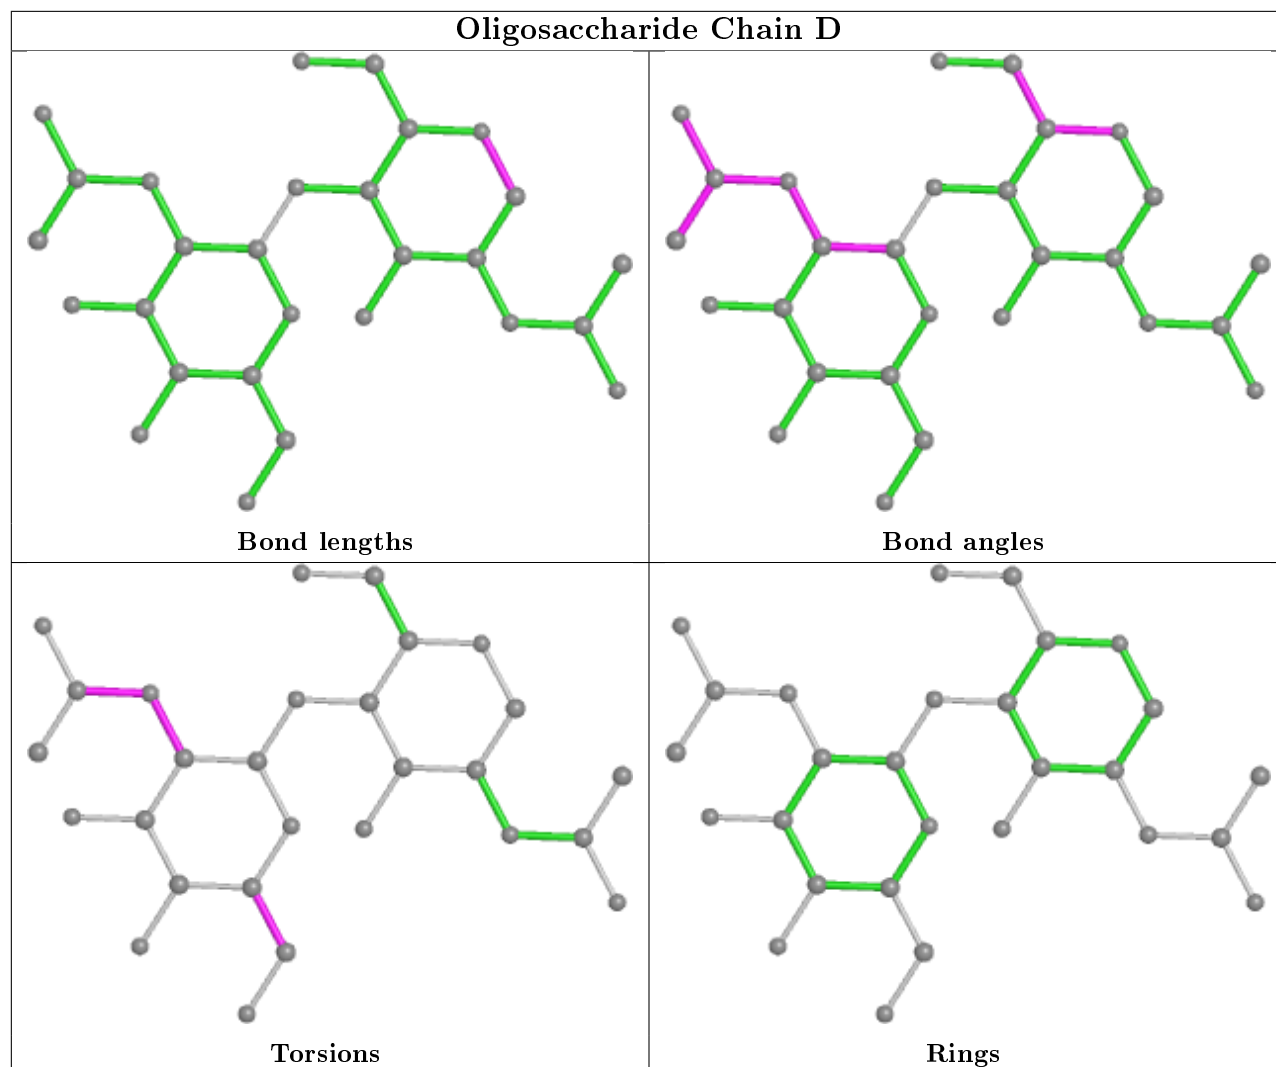 Oligosaccharide Chain D
Bond lengths
Bond angles
Torsions
Rings